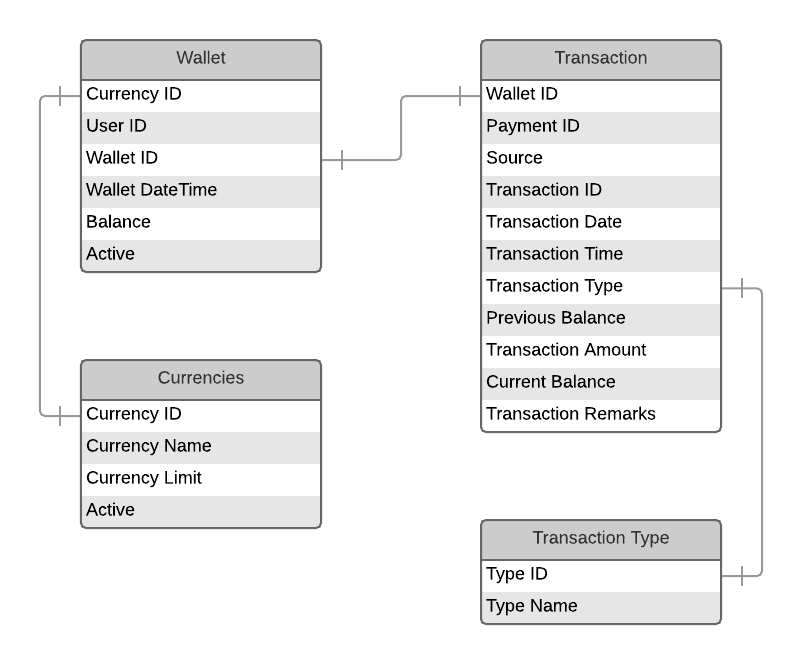 Wallet
Currency ID
User ID
Wallet ID
Wallet DateTime
Balance
Active
Currencies
Currency ID
Currency Name
Currency Limit
Active
Transaction
Wallet ID
Payment ID
Source
Transaction ID
Transaction Date
Transaction Time
Transaction Type
Previous Balance
Transaction Amount
Current Balance
Transaction Remarks
Transaction Type
Type ID
Type Name